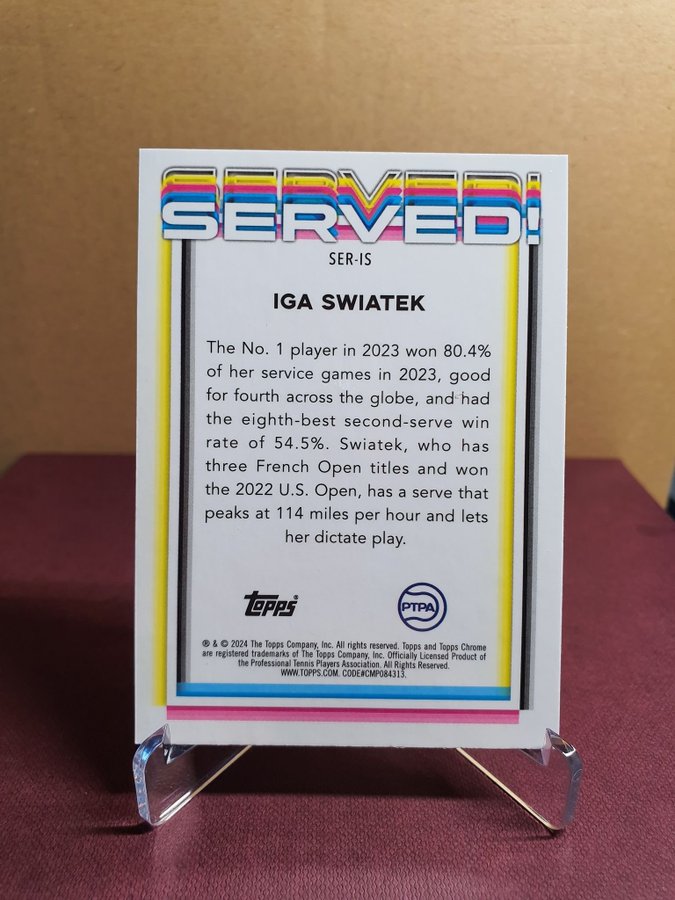 SERVED!
SER-IS
IGA SWIATEK
The No. 1 player in 2023 won 80.4%
of her service games in 2023, good
for fourth across the globe, and had
the eighth-best second-serve win
rate of 54.5%. Swiatek, who has
three French Open titles and won
the 2022 U.S. Open, has a serve that
peaks at 114 miles per hour and lets
her dictate play.
topps®
PTPA
® & © 2024 The Topps Company, Inc. All rights reserved. Topps and Topps Chrome
are registered trademarks of The Topps Company, Inc. Officially Licensed Product of
the Professional Tennis Players Association. All Rights Reserved.
WWW.TOPPS.COM. CODE#CMP084313.